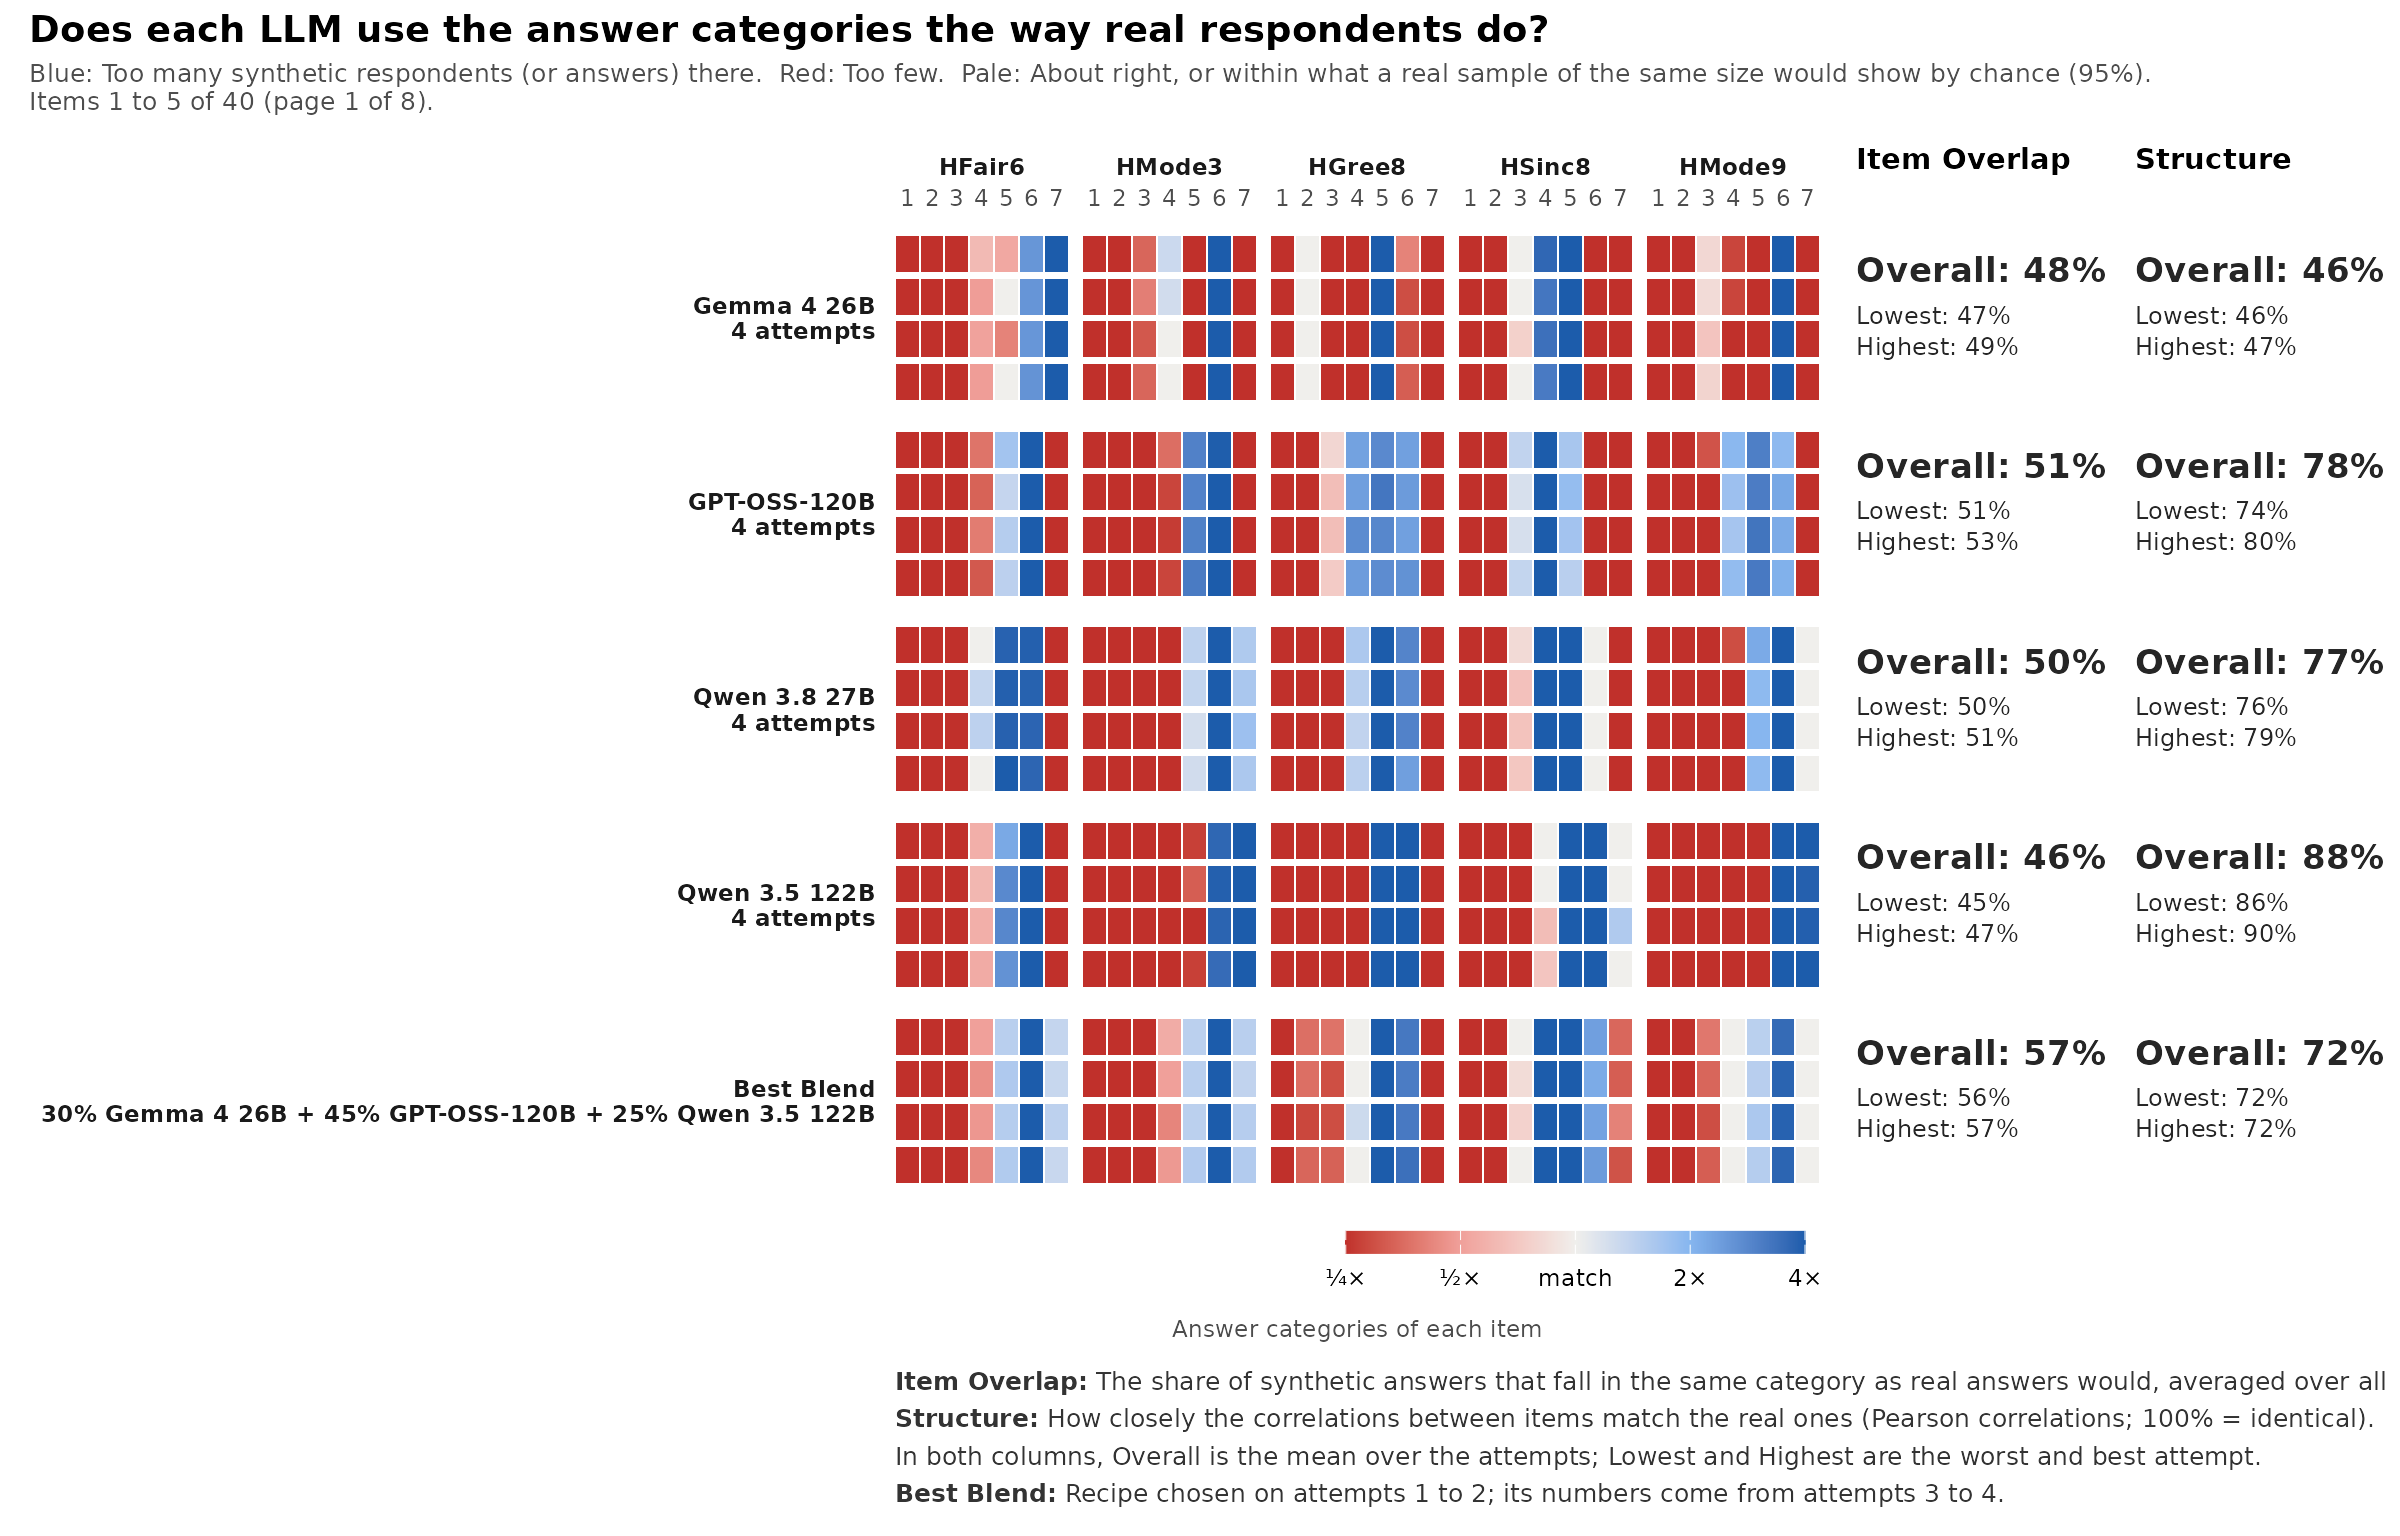 Does each LLM use the answer categories the way real respondents do?
Blue: Too many synthetic respondents (or answers) there.  Red: Too few.  Pale: About right, or within what a real sample of the same size would show by chance (95%).
Items 1 to 5 of 40 (page 1 of 8).
HFair6 HMode3 HGree8 HSinc8 HMode9 Item Overlap Structure
1 2 3 4 5 6 7 1 2 3 4 5 6 7 1 2 3 4 5 6 7 1 2 3 4 5 6 7 1 2 3 4 5 6 7
Gemma 4 26B
4 attempts
Overall: 48% Overall: 46%
Lowest: 47% Lowest: 46%
Highest: 49% Highest: 47%
GPT-OSS-120B
4 attempts
Overall: 51% Overall: 78%
Lowest: 51% Lowest: 74%
Highest: 53% Highest: 80%
Qwen 3.8 27B
4 attempts
Overall: 50% Overall: 77%
Lowest: 50% Lowest: 76%
Highest: 51% Highest: 79%
Qwen 3.5 122B
4 attempts
Overall: 46% Overall: 88%
Lowest: 45% Lowest: 86%
Highest: 47% Highest: 90%
Best Blend
30% Gemma 4 26B + 45% GPT-OSS-120B + 25% Qwen 3.5 122B
Overall: 57% Overall: 72%
Lowest: 56% Lowest: 72%
Highest: 57% Highest: 72%
¼× ½× match 2× 4×
Answer categories of each item
Item Overlap: The share of synthetic answers that fall in the same category as real answers would, averaged over all
Structure: How closely the correlations between items match the real ones (Pearson correlations; 100% = identical).
In both columns, Overall is the mean over the attempts; Lowest and Highest are the worst and best attempt.
Best Blend: Recipe chosen on attempts 1 to 2; its numbers come from attempts 3 to 4.